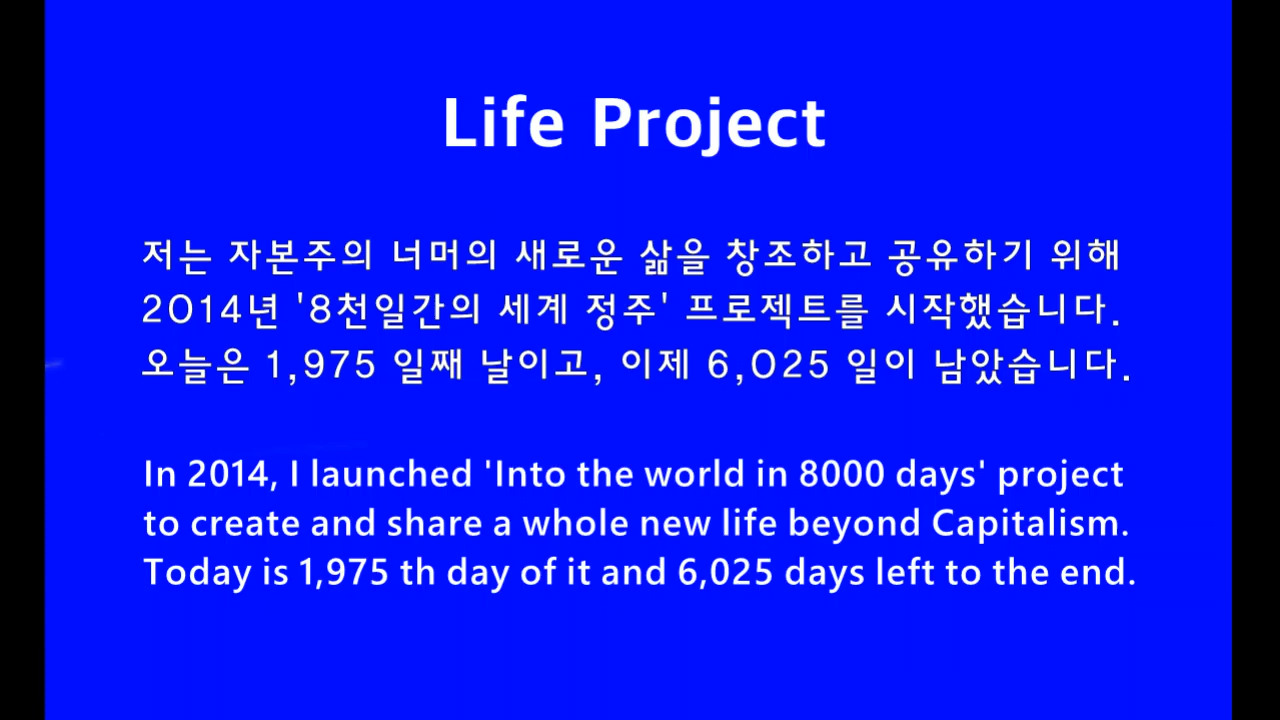 Life Project
저는 자본주의 너머의 새로운 삶을 창조하고 공유하기 위해
2014년 '8천일간의 세계 정주' 프로젝트를 시작했습니다.
오늘은 1,975 일째 날이고, 이제 6,025 일이 남았습니다.
In 2014, I launched 'Into the world in 8000 days' project
to create and share a whole new life beyond Capitalism.
Today is 1,975 th day of it and 6,025 days left to the end.